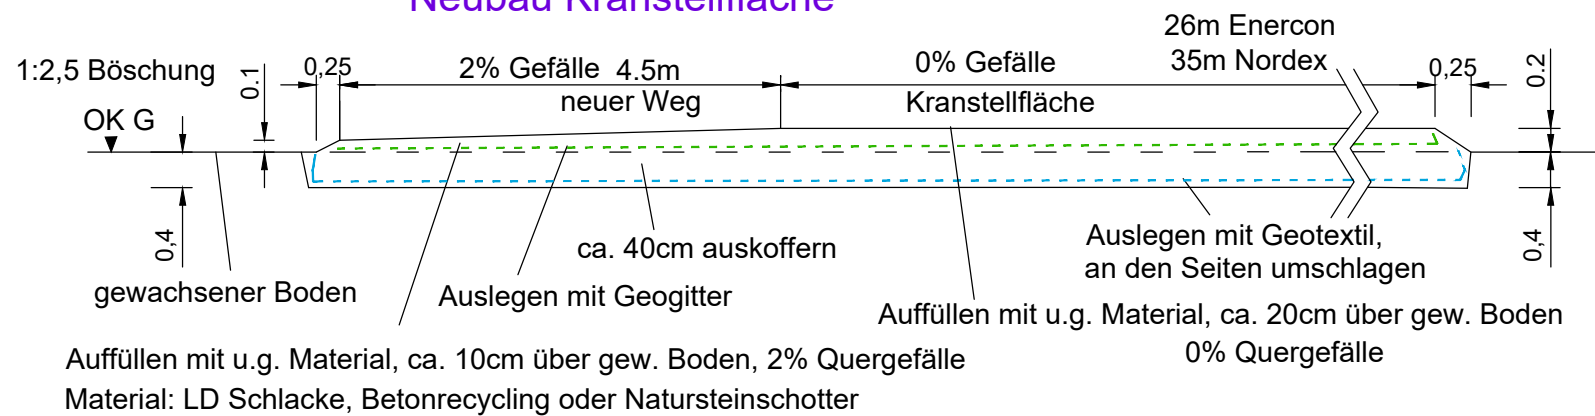 Neubau Kranstellfläche
26m Enercon
35m Nordex
1:2,5 Böschung
0.1
0,25
2% Gefälle 4.5m
neuer Weg
0% Gefälle
Kranstellfläche
0,25
0.2
OK G
0,4
0,4
ca. 40cm auskoffern
Auslegen mit Geotextil,
an den Seiten umschlagen
gewachsener Boden
Auslegen mit Geogitter
Auffüllen mit u.g. Material, ca. 20cm über gew. Boden
0% Quergefälle
Auffüllen mit u.g. Material, ca. 10cm über gew. Boden, 2% Quergefälle
Material: LD Schlacke, Betonrecycling oder Natursteinschotter